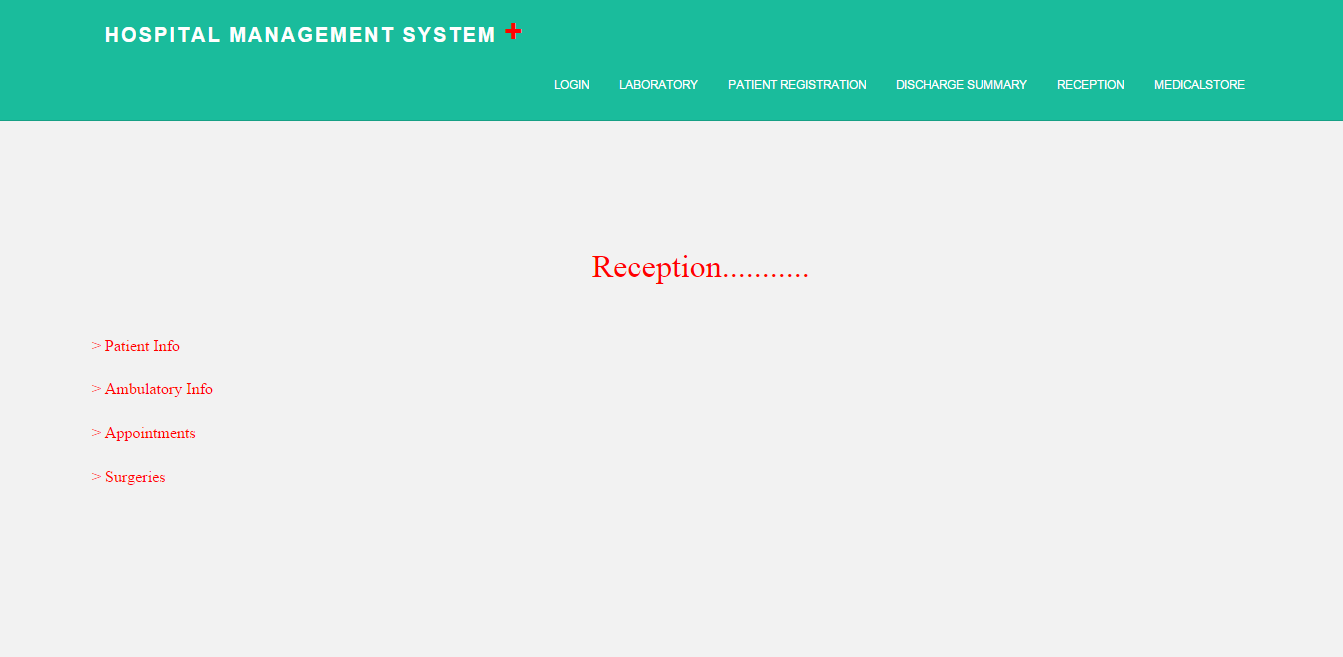 HOSPITAL MANAGEMENT SYSTEM +
LOGIN LABORATORY PATIENT REGISTRATION DISCHARGE SUMMARY RECEPTION MEDICALSTORE
Reception...........
> Patient Info
> Ambulatory Info
> Appointments
> Surgeries